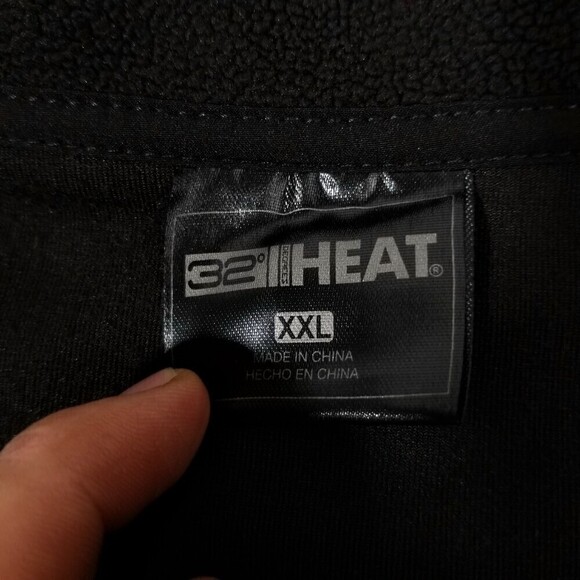 32° DEGREES HEAT®
XXL
MADE IN CHINA
HECHO EN CHINA